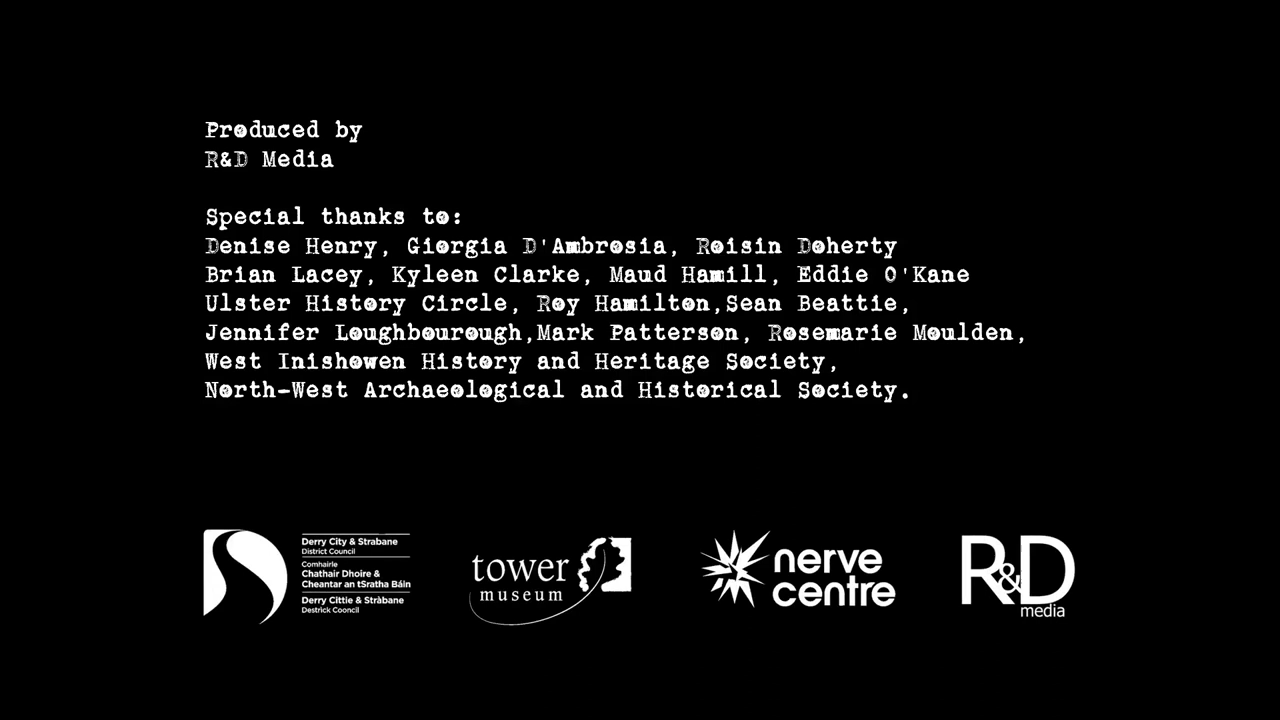 Produced by
R&D Media
Special thanks to:
Denise Henry, Giorgia D'Ambrosia, Roisin Doherty
Brian Lacey, Kyleen Clarke, Maud Hamill, Eddie O'Kane
Ulster History Circle, Roy Hamilton,Sean Beattie,
Jennifer Loughbourough,Mark Patterson, Rosemarie Moulden,
West Inishowen History and Heritage Society,
North-West Archaeological and Historical Society.
Derry City & Strabane
District Council
Comhairle
Chathair Dhoire &
Cheantar an tSratha Báin
Derry Cittie & Stràbane
Destrick Cooncil
tower
museum
nerve
centre
R&D
media